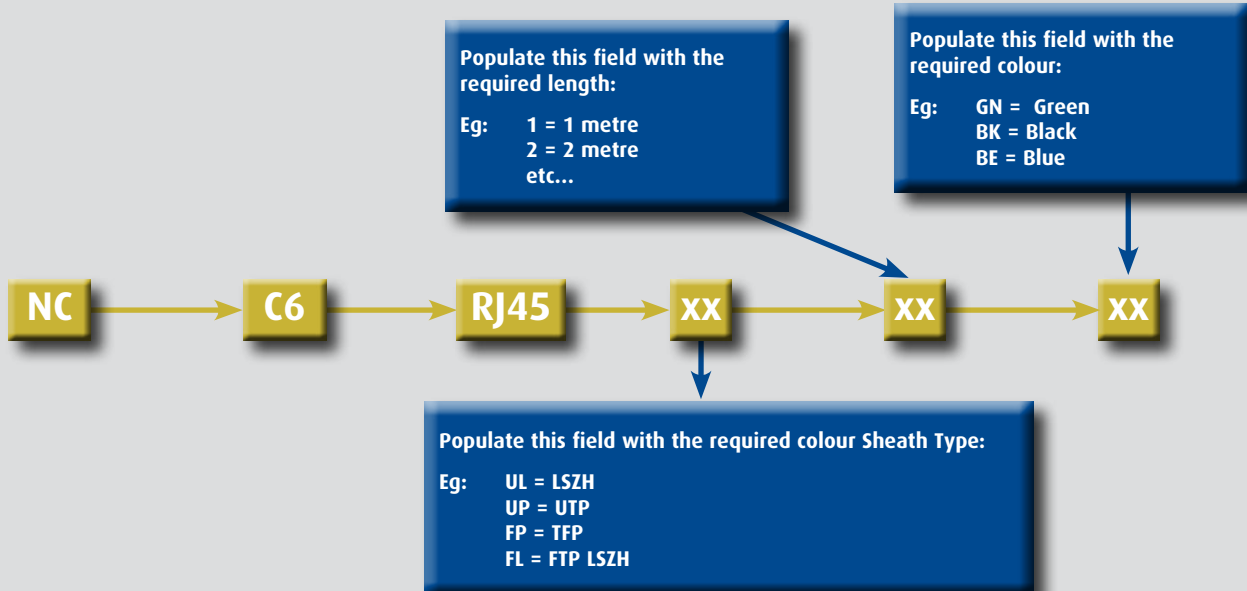 Populate this field with the
required length:
Eg: 1 = 1 metre
2 = 2 metre
etc...
Populate this field with the
required colour:
Eg: GN = Green
BK = Black
BE = Blue
NC
C6
RJ45
XX
XX
XX
Populate this field with the required colour Sheath Type:
Eg: UL = LSZH
UP = UTP
FP = TFP
FL = FTP LSZH